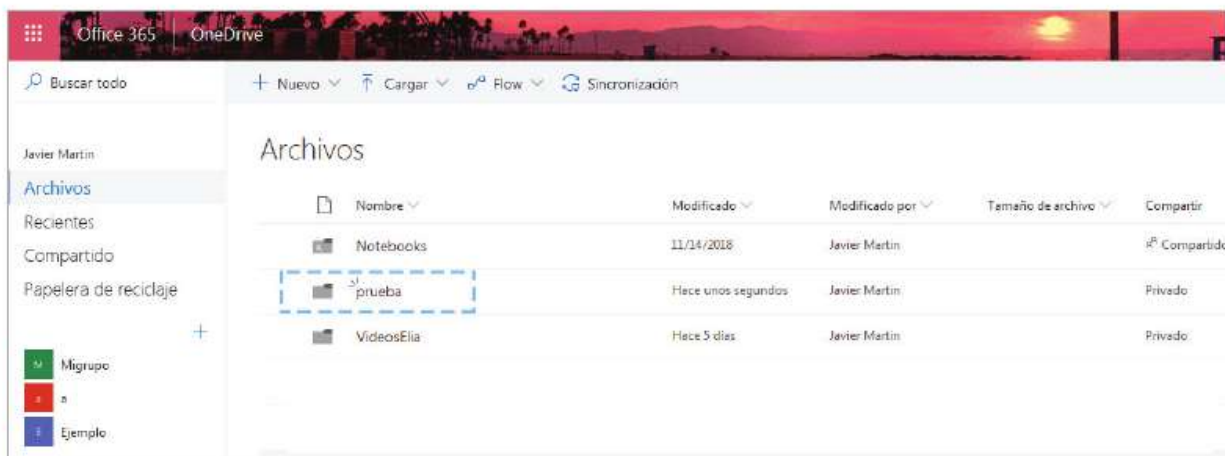 Office 365 OneDrive
Buscar todo
Nuevo Cargar Flow Sincronización
Javier Martin
Archivos
Archivos
Recientes
Compartido
Papelera de reciclaje
Nombre Modificado Modificado por Tamaño de archivo Compartir
Notebooks 11/14/2018 Javier Martin Compartido
prueba Hace unos segundos Javier Martin Privado
VideosElia Hace 5 días Javier Martin Privado
M Migrupo
a a
E Ejemplo